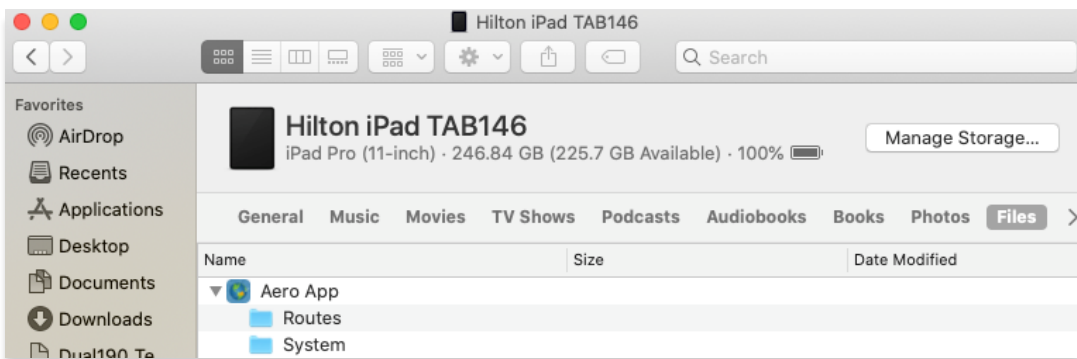 Hilton iPad TAB146
Search
Favorites
AirDrop
Recents
Applications
Desktop
Documents
Downloads
Dual190 Te
Hilton iPad TAB146
iPad Pro (11-inch) · 246.84 GB (225.7 GB Available) · 100%
Manage Storage...
General Music Movies TV Shows Podcasts Audiobooks Books Photos Files
Name Size Date Modified
Aero App
Routes
System